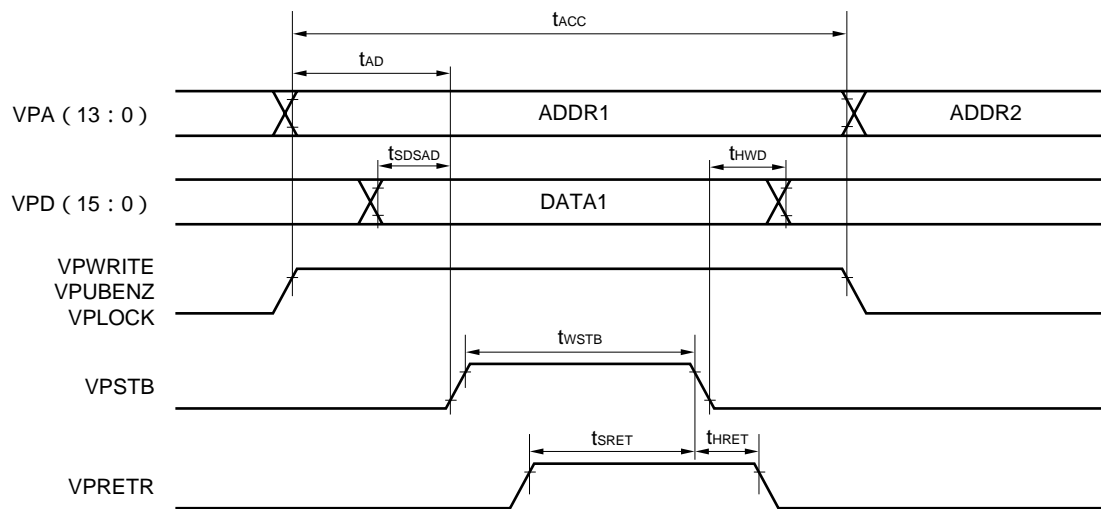 tACC
tAD
VPA ( 13 : 0 ) ADDR1 ADDR2
tSDSAD tHWD
VPD ( 15 : 0 ) DATA1
VPWRITE
VPUBENZ
VPLOCK
tWSTB
VPSTB
tSRET tHRET
VPRETR